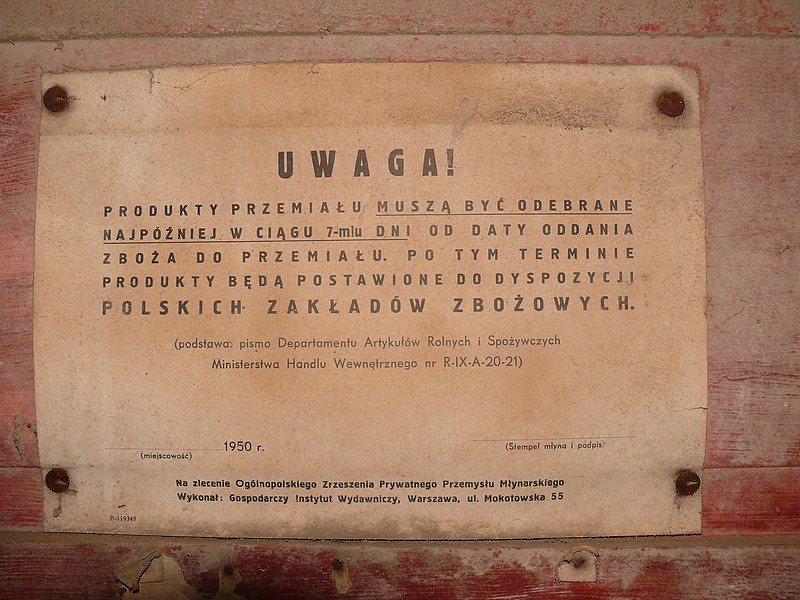 UWAGA!
PRODUKTY PRZEMIAŁU MUSZĄ BYĆ ODEBRANE
NAJPÓŹNIEJ W CIĄGU 7-miu DNI OD DATY ODDANIA
ZBOŻA DO PRZEMIAŁU. PO TYM TERMINIE
PRODUKTY BĘDĄ POSTAWIONE DO DYSPOZYCJI
POLSKICH ZAKŁADÓW ZBOŻOWYCH.
(podstawa: pismo Departamentu Artykułów Rolnych i Spożywczych
Ministerstwa Handlu Wewnętrznego nr R-IX-A-20-21)
1950 r.
(miejscowość)
(Stempel młyna i podpis)
Na zlecenie Ogólnopolskiego Zrzeszenia Prywatnego Przemysłu Młynarskiego
Wykonał: Gospodarczy Instytut Wydawniczy, Warszawa, ul. Mokotowska 55
B-119349